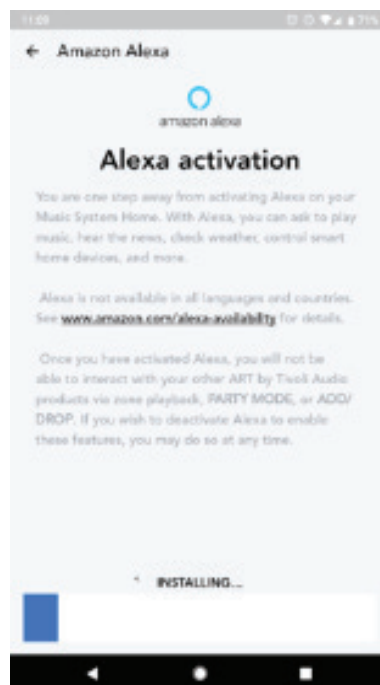 11:09
71%
Amazon Alexa
amazon alexa
Alexa activation
You are one step away from activating Alexa on your
Music System Home. With Alexa, you can ask to play
music, hear the news, check weather, control smart
home devices, and more.
Alexa is not available in all languages and countries.
See www.amazon.com/alexa-availability for details.
Once you have activated Alexa, you will not be
able to interact with your other ART by Tivoli Audio
products via zone playback, PARTY MODE, or ADD/
DROP. If you wish to deactivate Alexa to enable
these features, you may do so at any time.
INSTALLING...